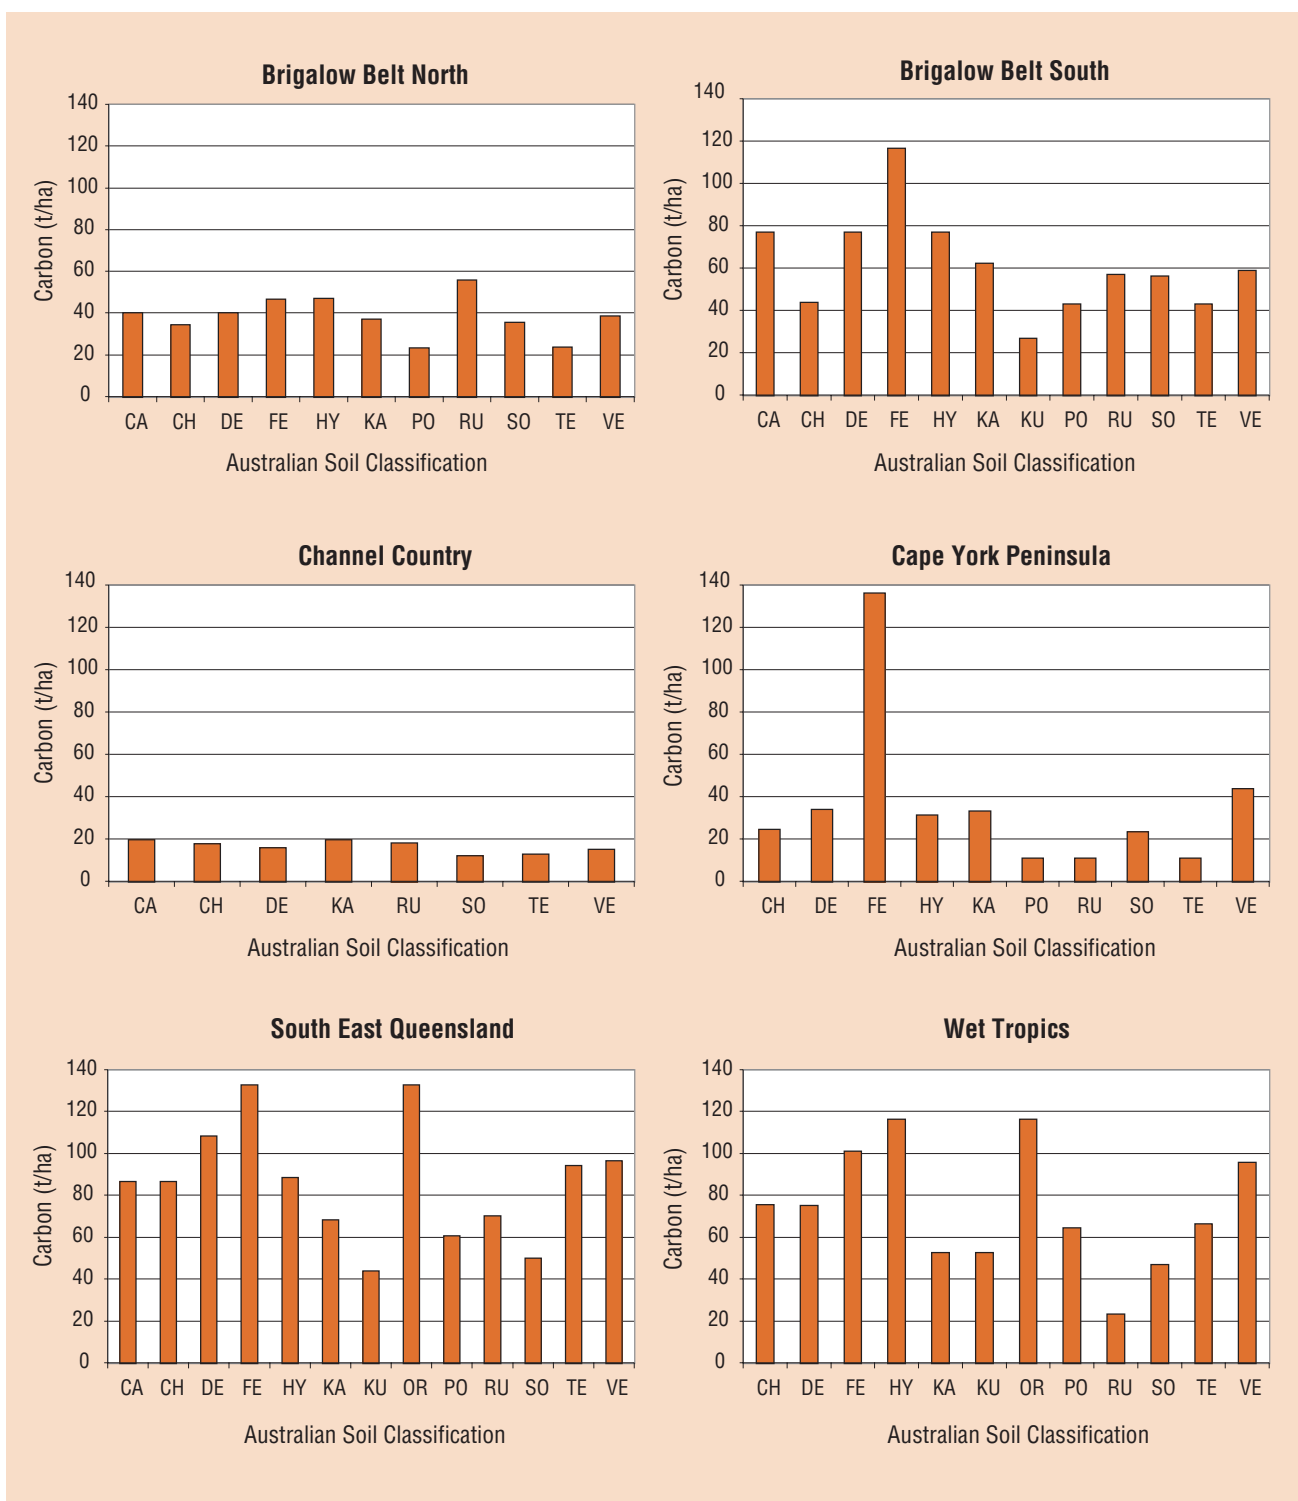 Brigalow Belt North
140
120
100
80
60
40
20
0
Carbon (t/ha)
CA CH DE FE HY KA PO RU SO TE VE
Australian Soil Classification
Brigalow Belt South
140
120
100
80
60
40
20
0
Carbon (t/ha)
CA CH DE FE HY KA KU PO RU SO TE VE
Australian Soil Classification
Channel Country
140
120
100
80
60
40
20
0
Carbon (t/ha)
CA CH DE KA RU SO TE VE
Australian Soil Classification
Cape York Peninsula
140
120
100
80
60
40
20
0
Carbon (t/ha)
CH DE FE HY KA PO RU SO TE VE
Australian Soil Classification
South East Queensland
140
120
100
80
60
40
20
0
Carbon (t/ha)
CA CH DE FE HY KA KU OR PO RU SO TE VE
Australian Soil Classification
Wet Tropics
140
120
100
80
60
40
20
0
Carbon (t/ha)
CH DE FE HY KA KU OR PO RU SO TE VE
Australian Soil Classification